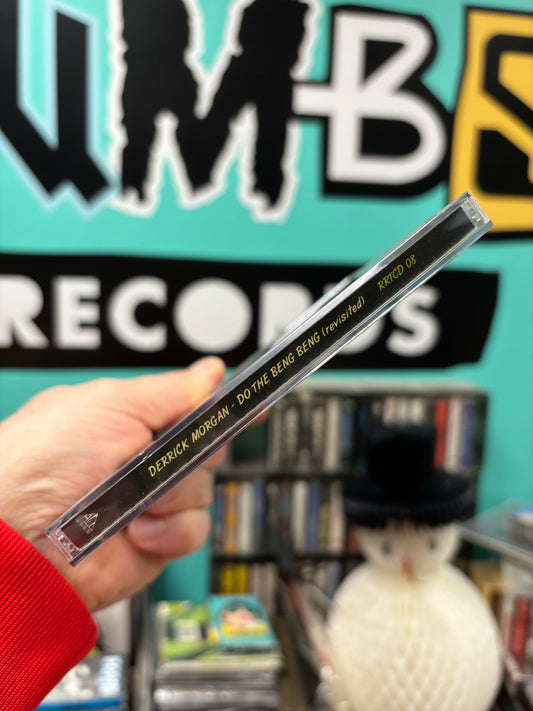 UMBS
RECORDS
DERRICK MORGAN - DO THE BENG BENG (revisited) RRTCD 08